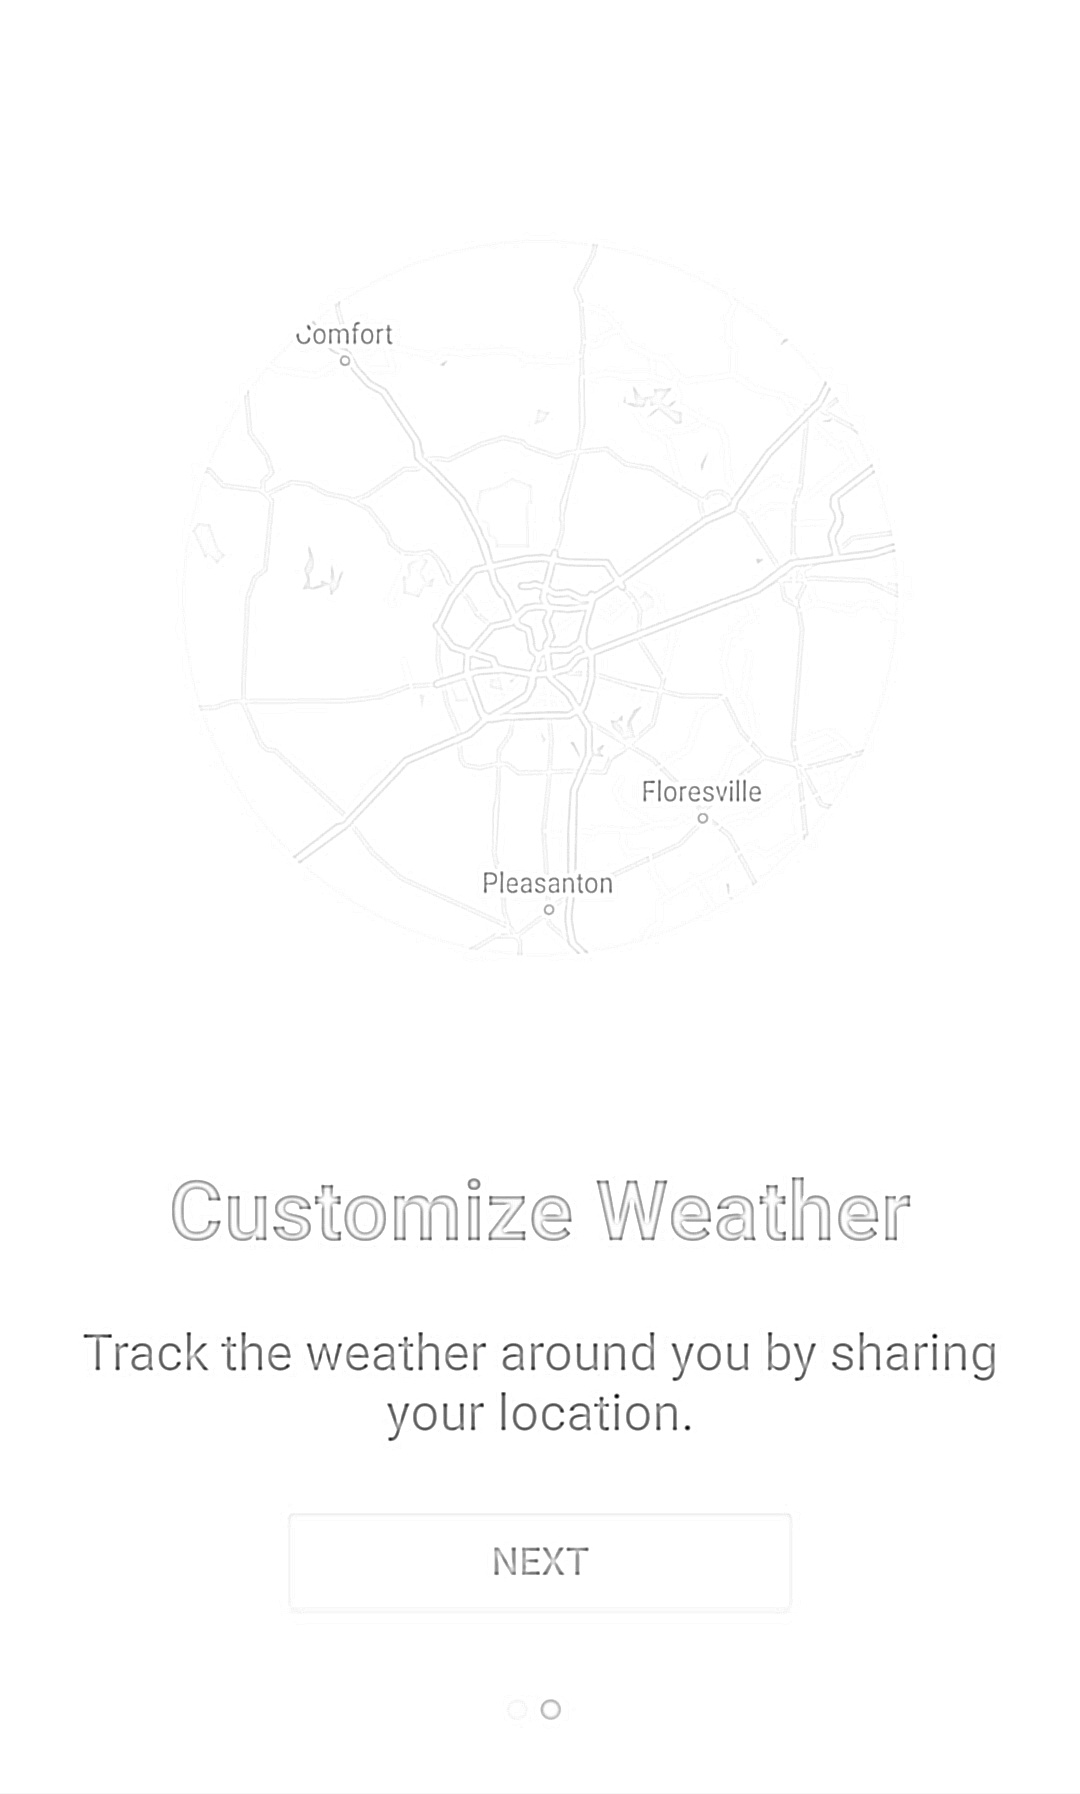 Comfort
Floresville
Pleasanton
Customize Weather
Track the weather around you by sharing
your location.
NEXT